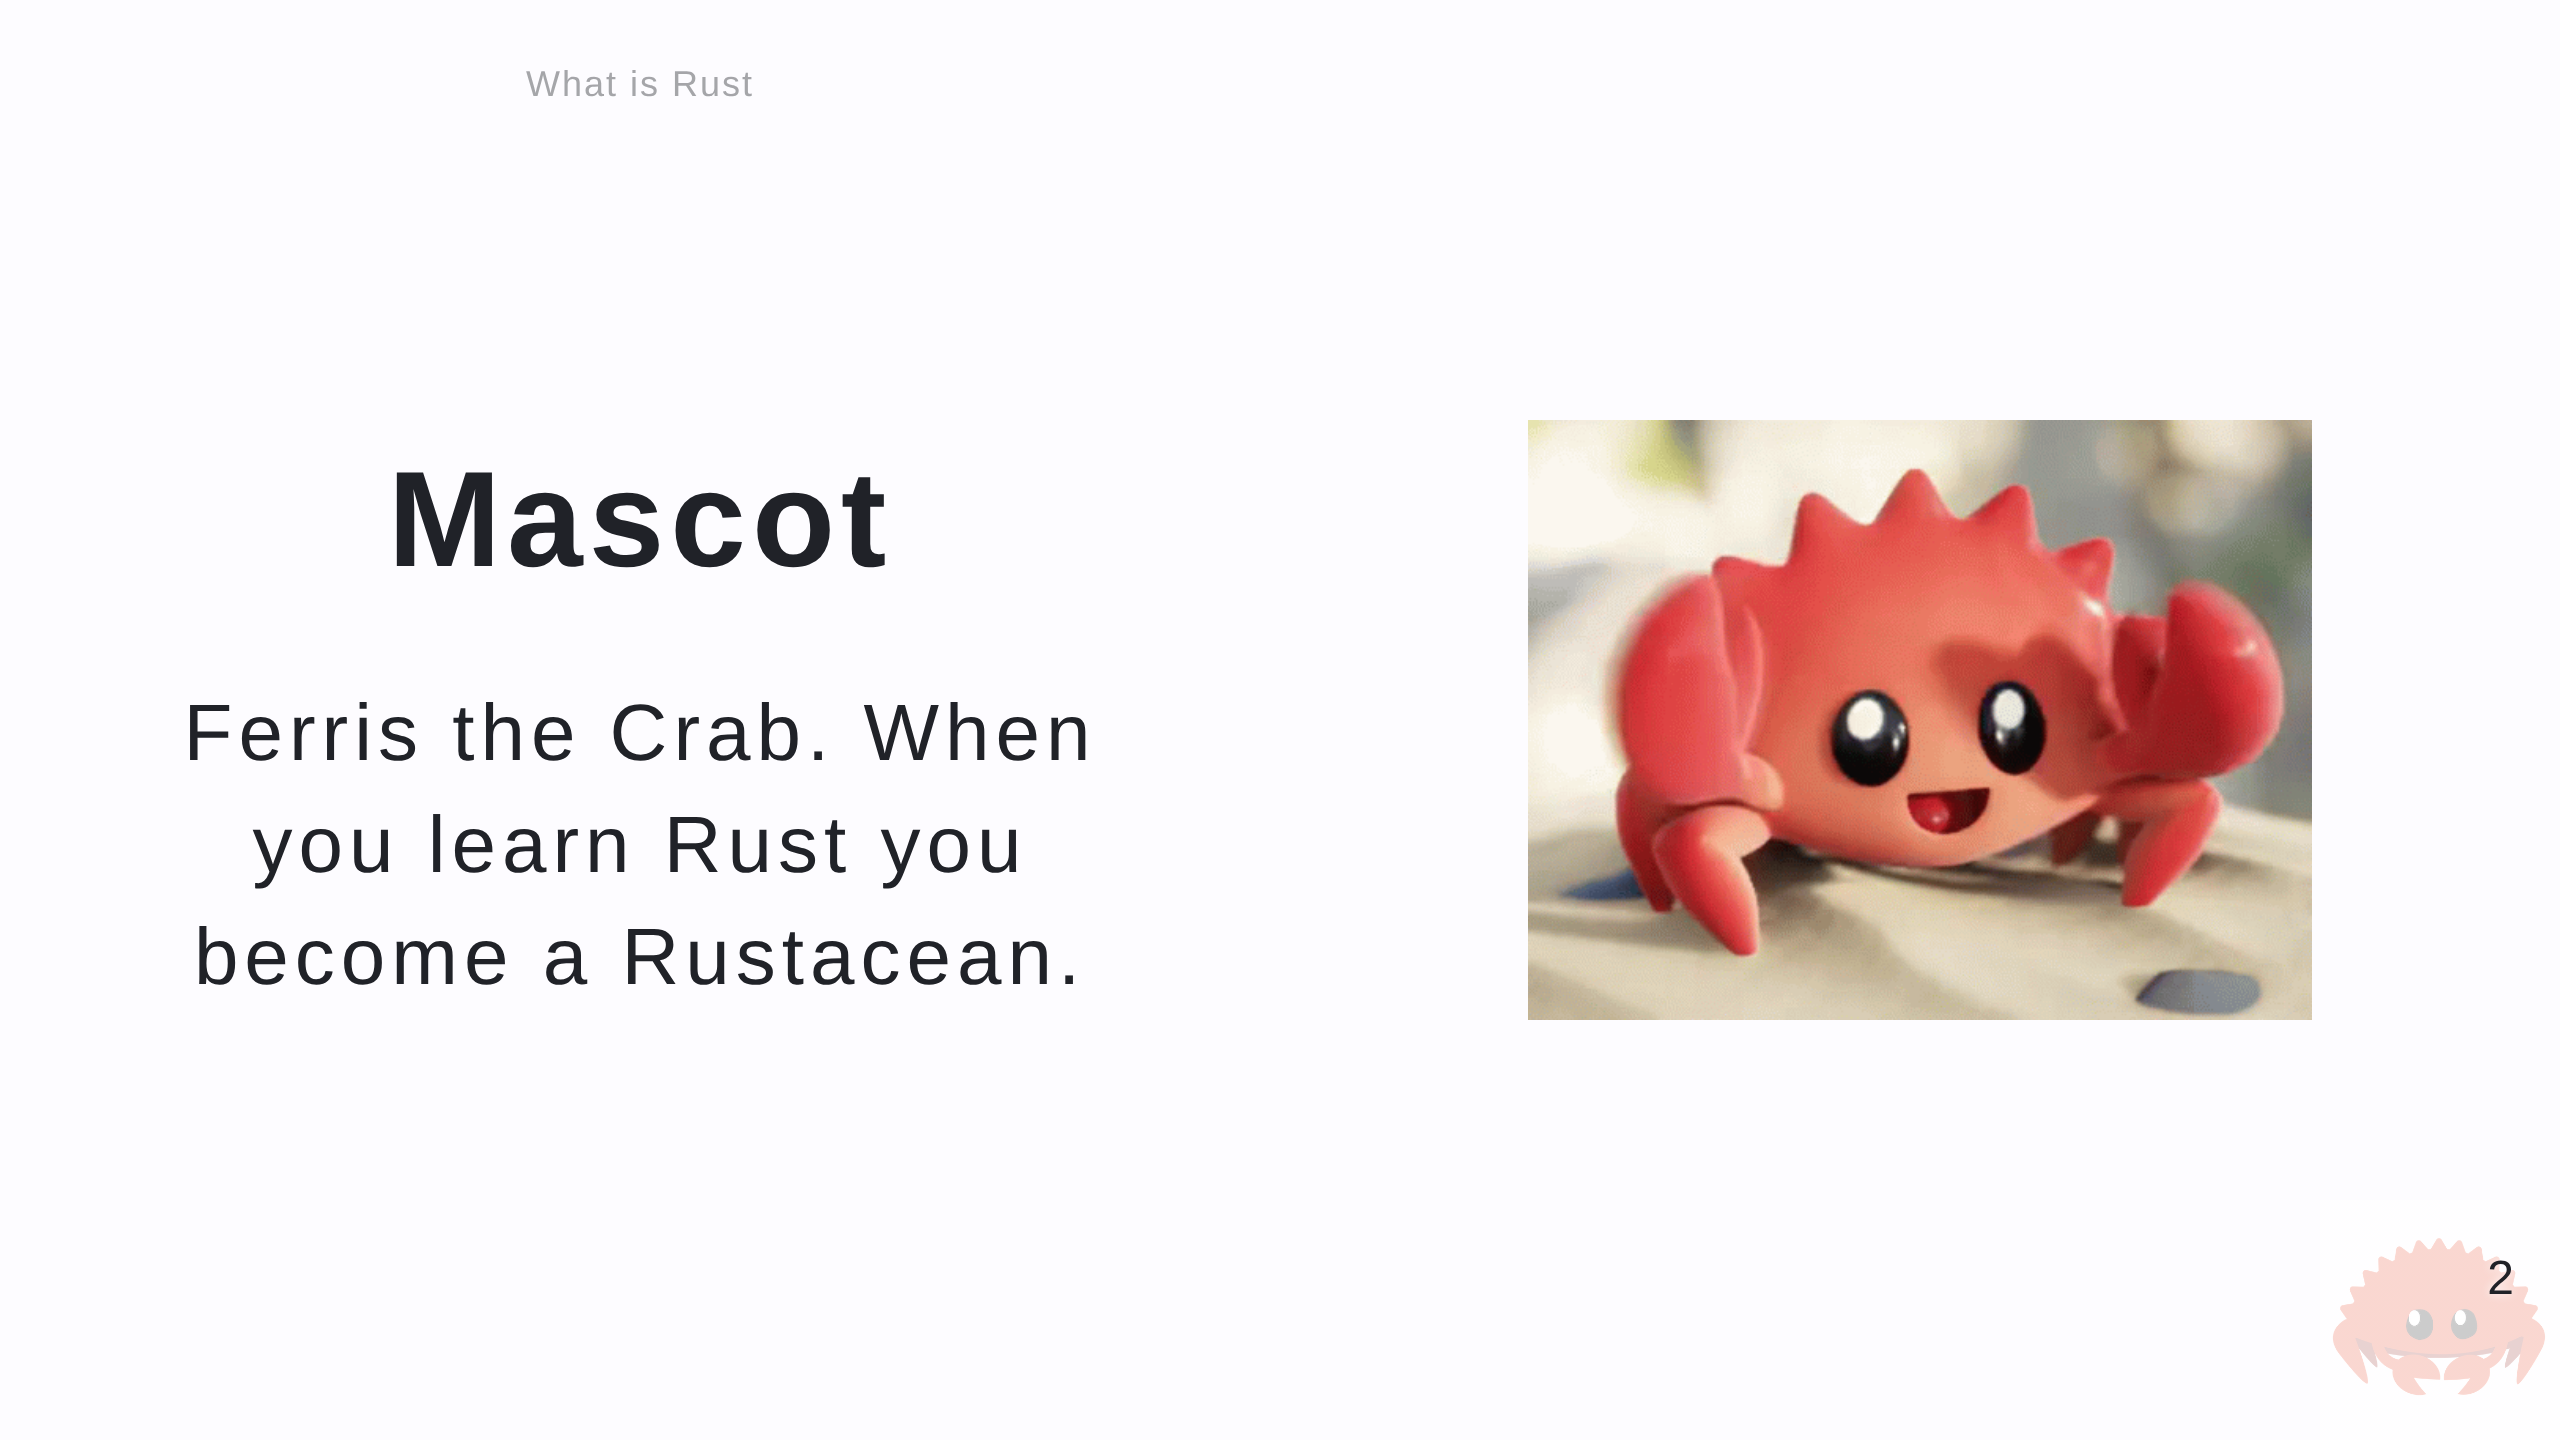 What is Rust
Mascot
Ferris the Crab. When
you learn Rust you
become a Rustacean.
2